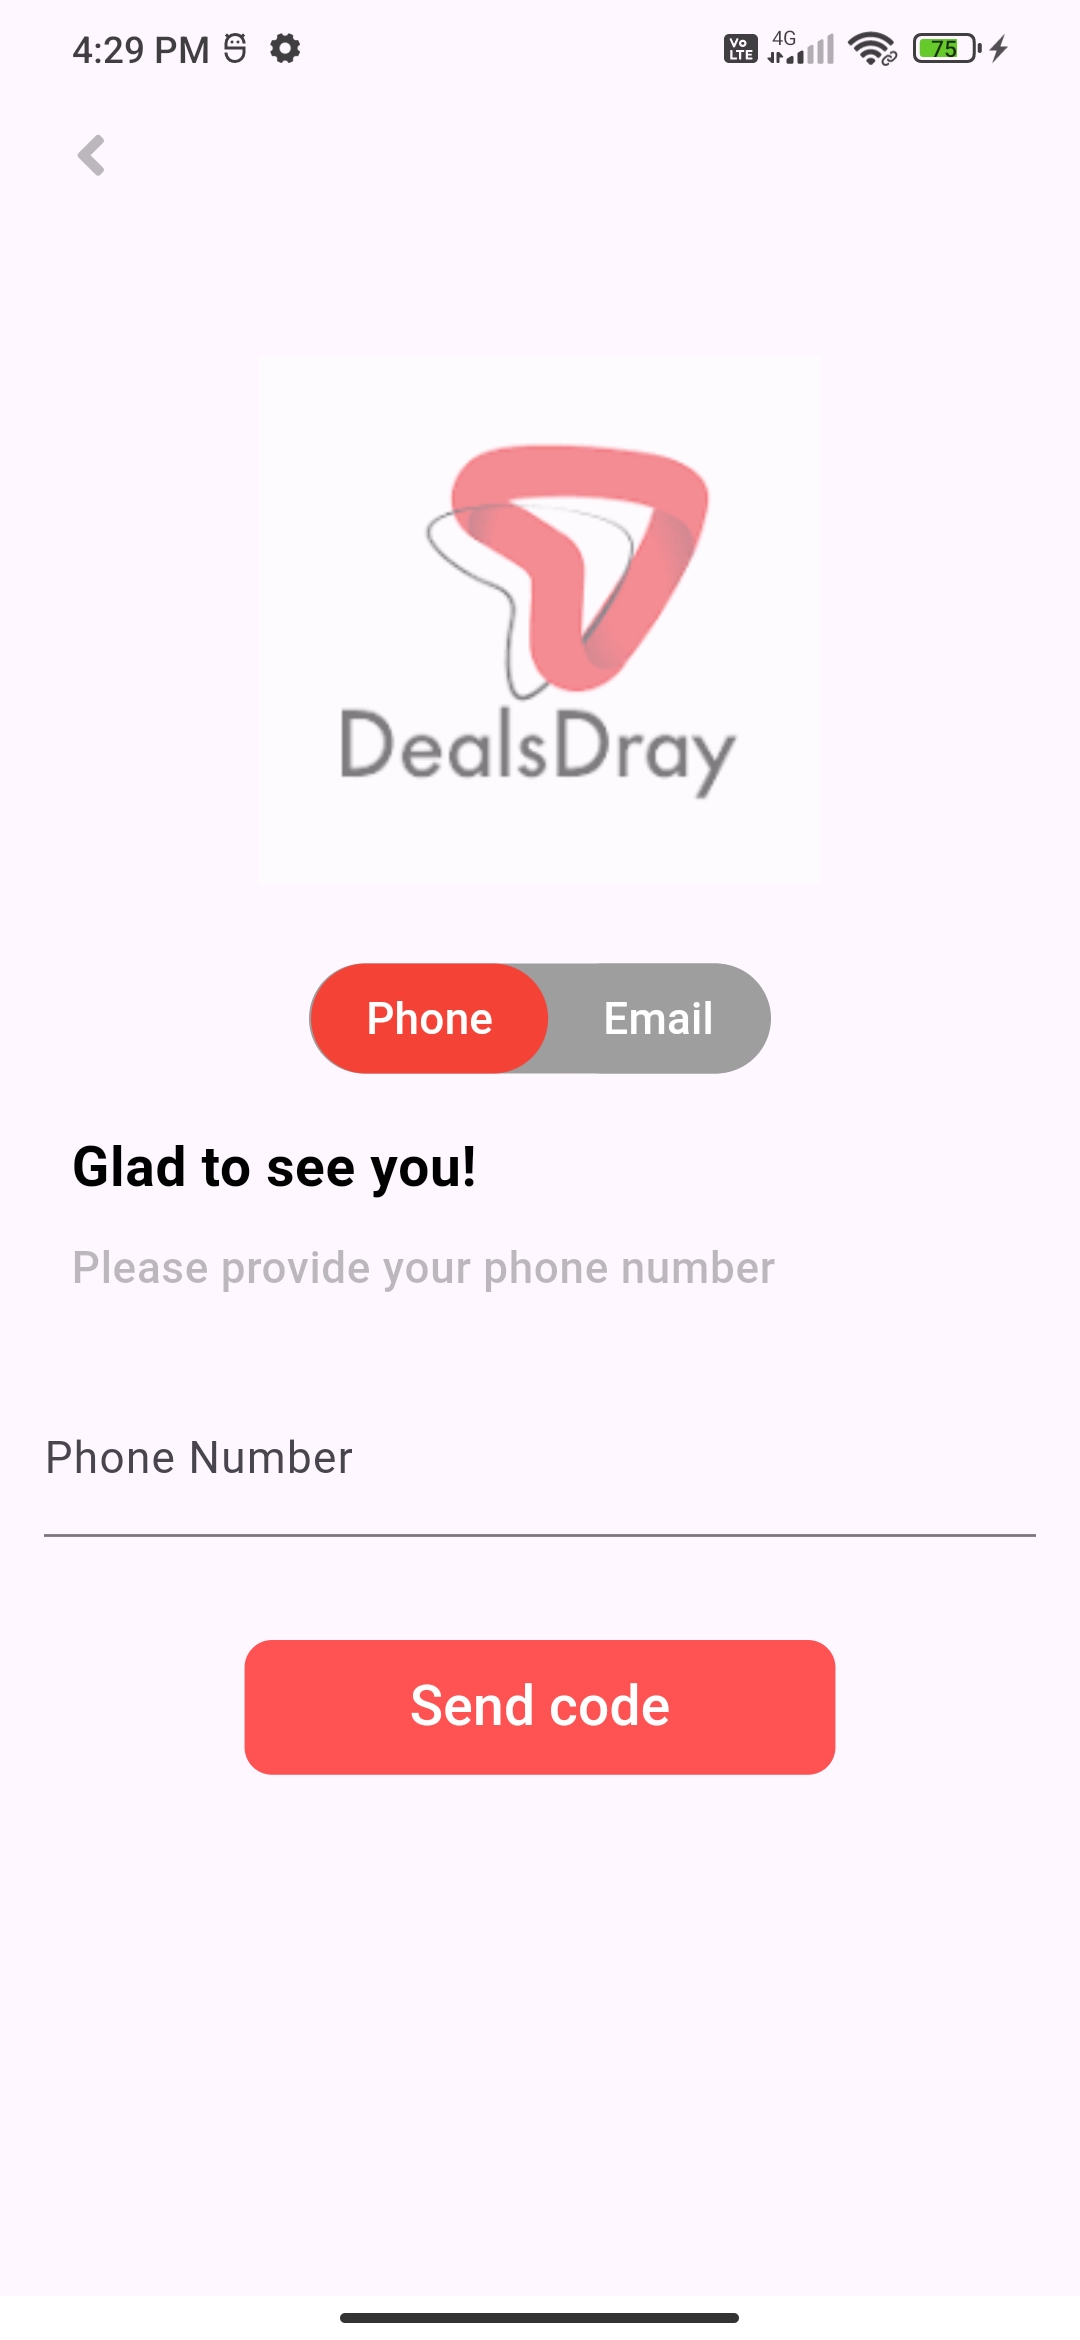 4:29 PM
Vo LTE 4G 75
DealsDray
Phone Email
Glad to see you!
Please provide your phone number
Phone Number
Send code